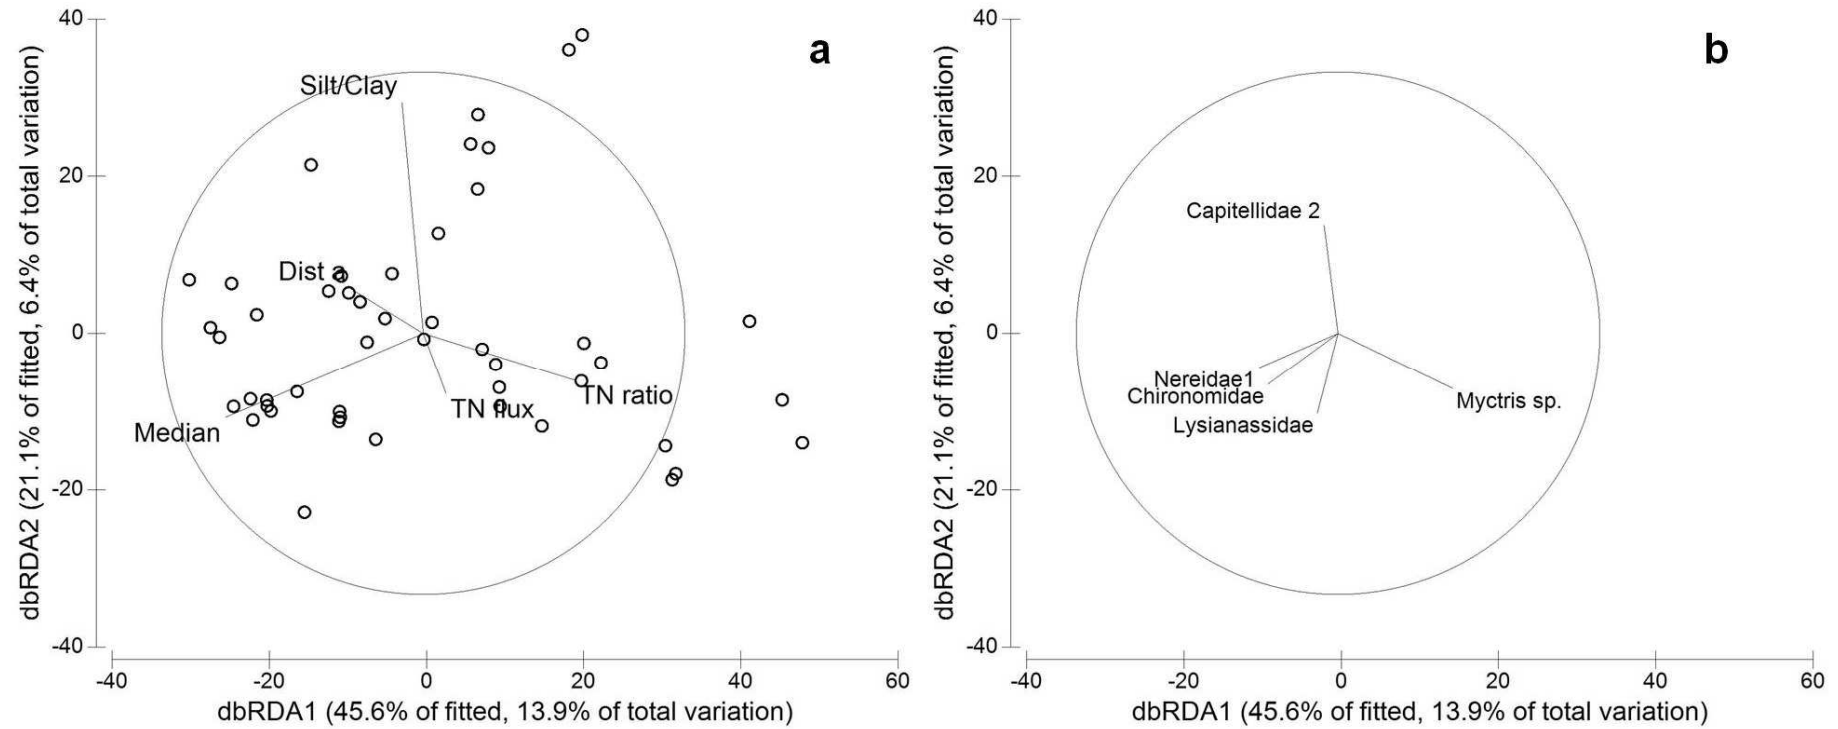 a
40
20
0
-20
-40
dbRDA2 (21.1% of fitted, 6.4% of total variation)
Silt/Clay
Dist a
Median
TN flux
TN ratio
-40 -20 0 20 40 60
dbRDA1 (45.6% of fitted, 13.9% of total variation)
b
40
20
0
-20
-40
dbRDA2 (21.1% of fitted, 6.4% of total variation)
Capitellidae 2
Nereidae1
Chironomidae
Lysianassidae
Myctris sp.
-40 -20 0 20 40 60
dbRDA1 (45.6% of fitted, 13.9% of total variation)